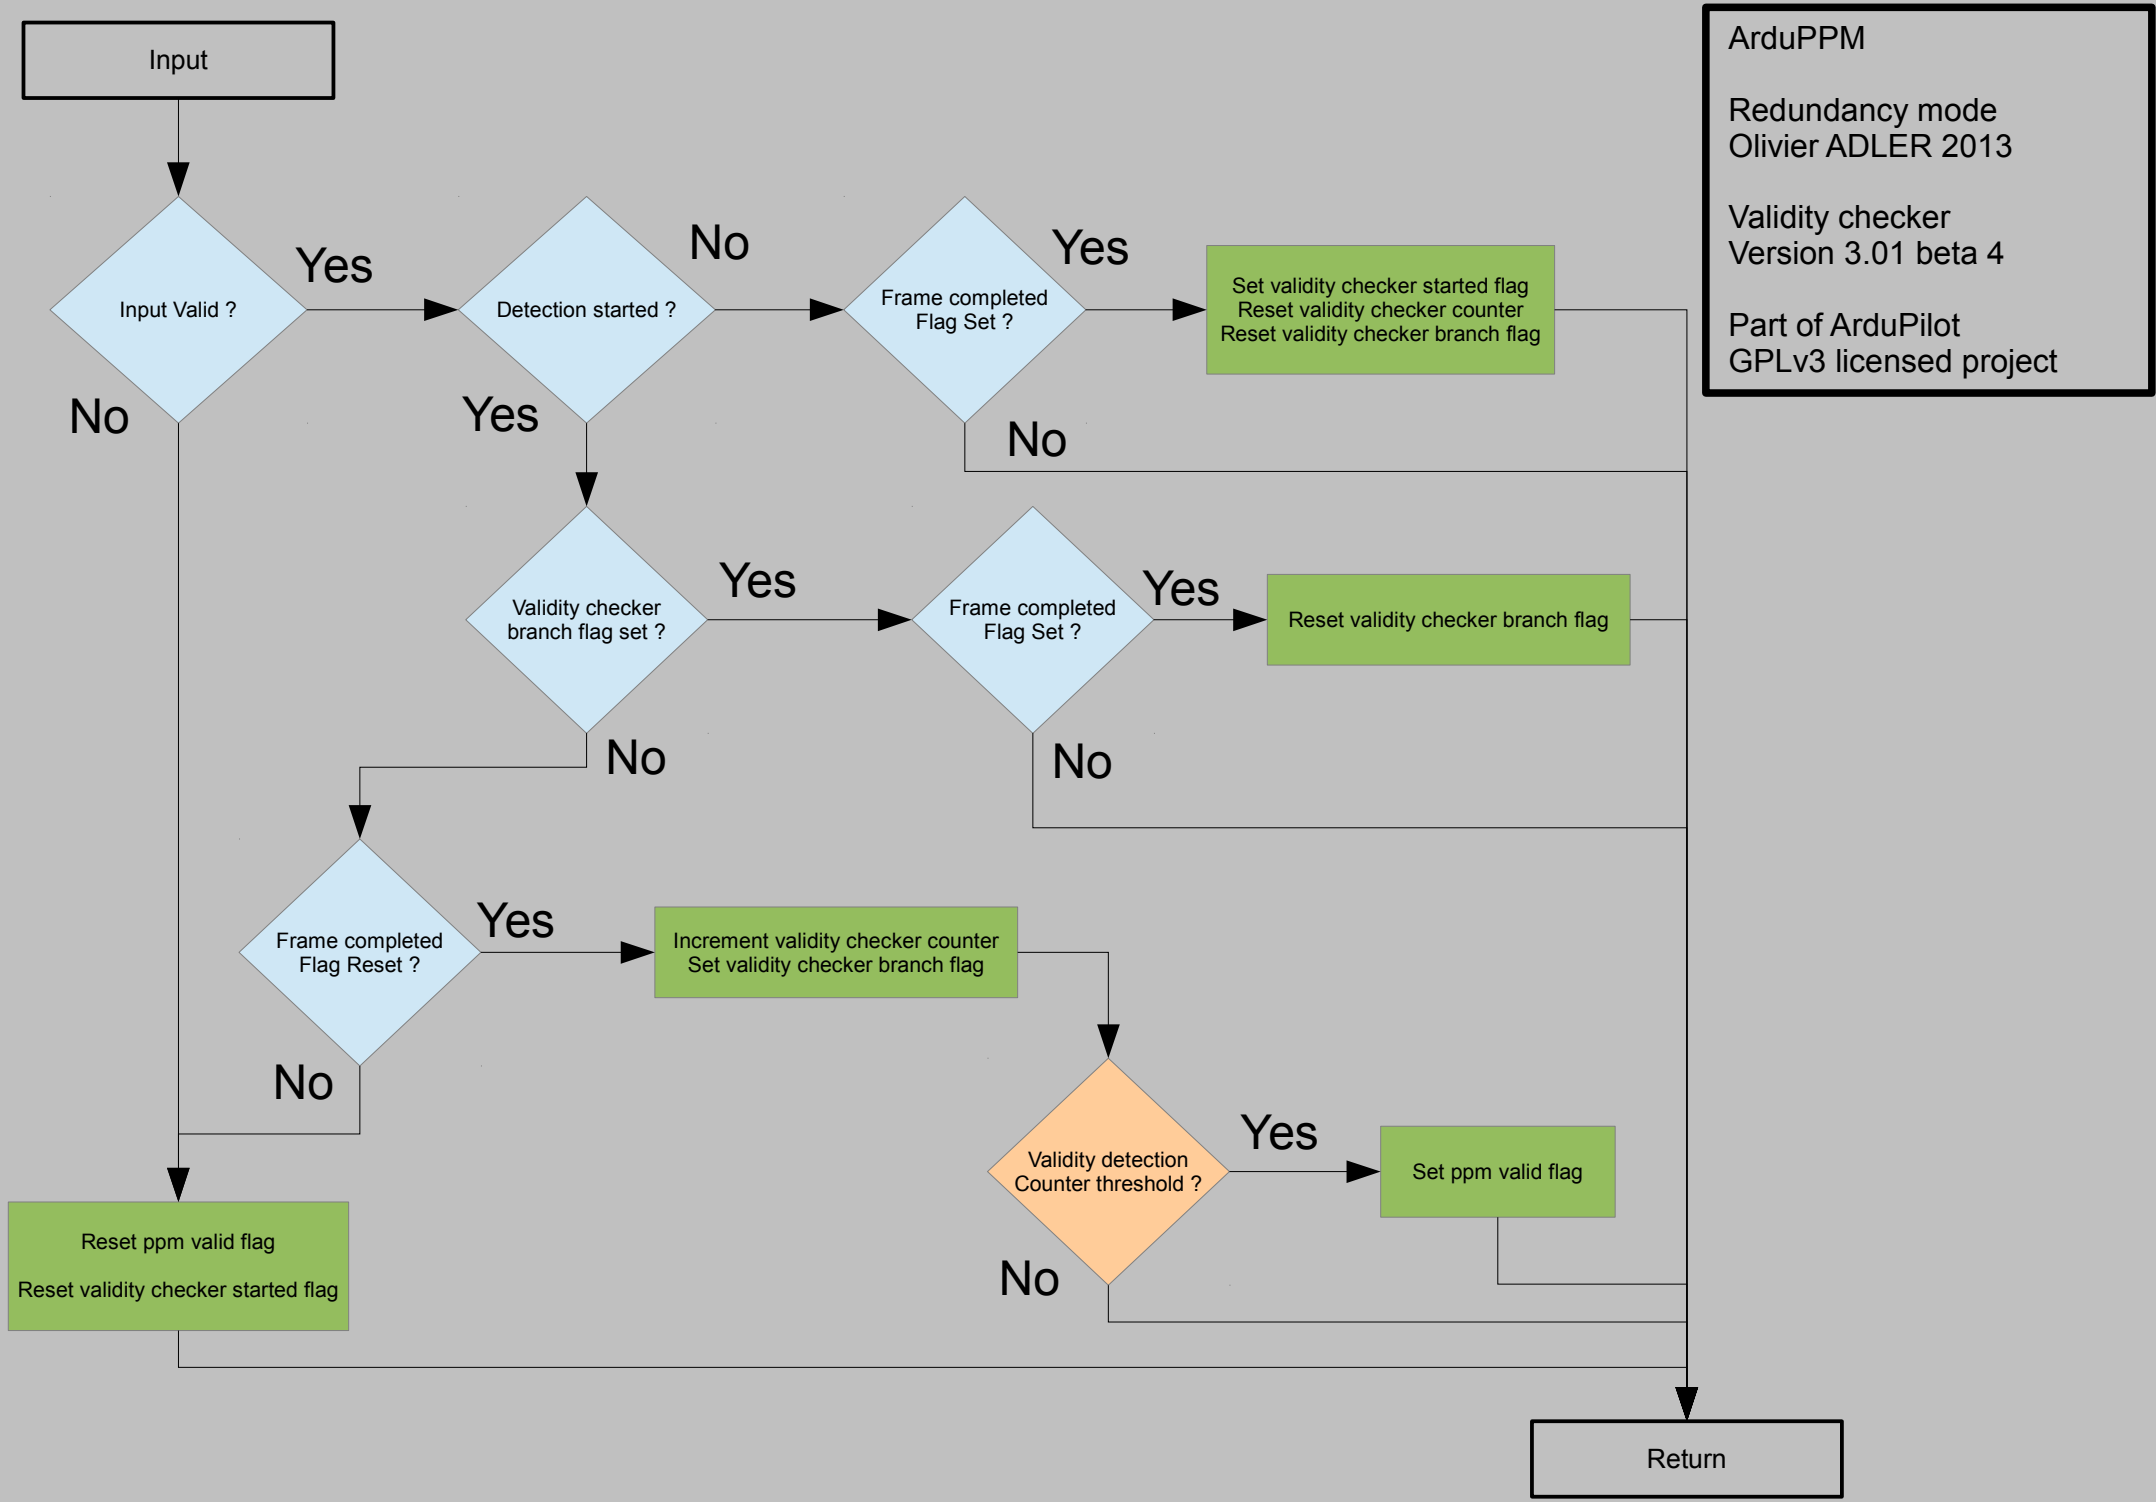 Input
ArduPPM
Redundancy mode
Olivier ADLER 2013
Validity checker
Version 3.01 beta 4
Part of ArduPilot
GPLv3 licensed project
Input Valid ?
Yes
No
Detection started ?
No
Yes
Frame completed
Flag Set ?
Yes
No
Set validity checker started flag
Reset validity checker counter
Reset validity checker branch flag
Validity checker
branch flag set ?
Yes
No
Frame completed
Flag Set ?
Yes
No
Reset validity checker branch flag
Frame completed
Flag Reset ?
Yes
No
Increment validity checker counter
Set validity checker branch flag
Validity detection
Counter threshold ?
Yes
No
Set ppm valid flag
Reset ppm valid flag
Reset validity checker started flag
Return